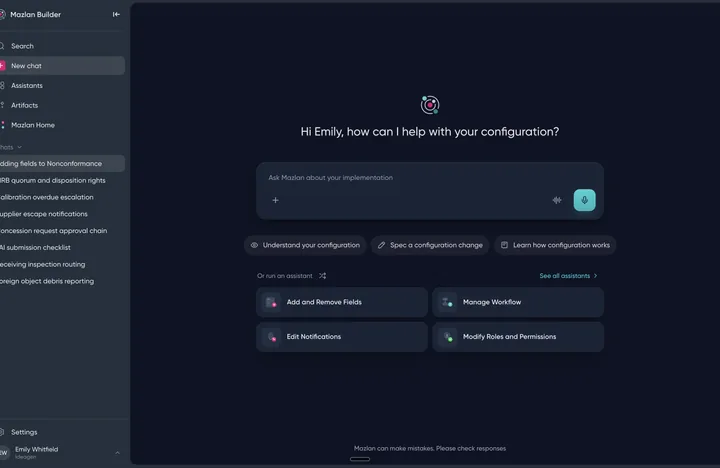 Mazlan Builder
Search
New chat
Assistants
Artifacts
Mazlan Home
hats
dding fields to Nonconformance
RB quorum and disposition rights
alibration overdue escalation
upplier escape notifications
oncession request approval chain
AI submission checklist
eceiving inspection routing
oreign object debris reporting
Settings
EW
Emily Whitfield
Meagen
Hi Emily, how can I help with your configuration?
Ask Mazlan about your implementation
Understand your configuration
Spec a configuration change
Learn how configuration works
Or run an assistant
See all assistants
Add and Remove Fields
Manage Workflow
Edit Notifications
Modify Roles and Permissions
Mazlan can make mistakes. Please check responses